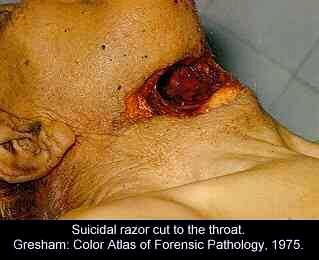 Suicidal razor cut to the throat.
Gresham: Color Atlas of Forensic Pathology, 1975.